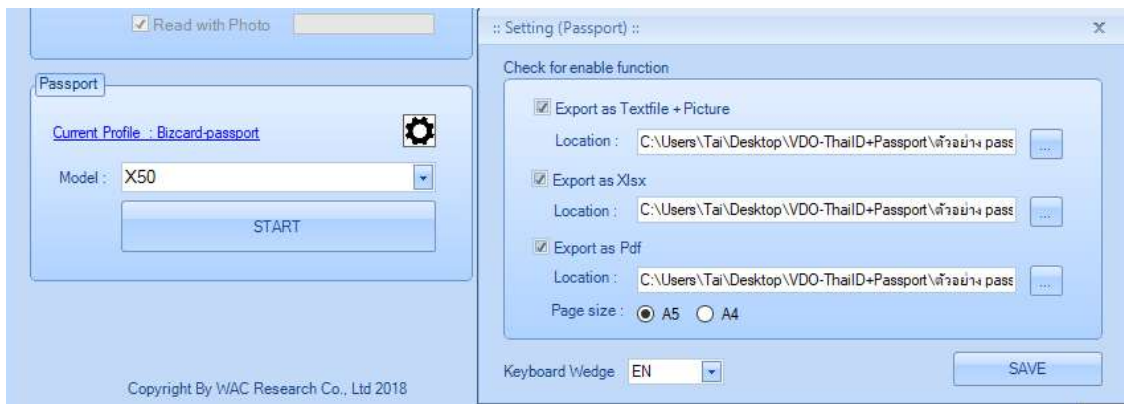 Read with Photo
Passport
Current Profile : Bizcard-passport
Model : X50
START
Copyright By WAC Research Co., Ltd 2018
:: Setting (Passport) ::
x
Check for enable function
Export as Textfile + Picture
Location : C:\Users\Tai\Desktop\VDO-ThaiID+Passport\ตัวอย่าง pass ...
Export as Xlsx
Location : C:\Users\Tai\Desktop\VDO-ThaiID+Passport\ตัวอย่าง pass ...
Export as Pdf
Location : C:\Users\Tai\Desktop\VDO-ThaiID+Passport\ตัวอย่าง pass ...
Page size : A5 A4
Keyboard Wedge EN
SAVE